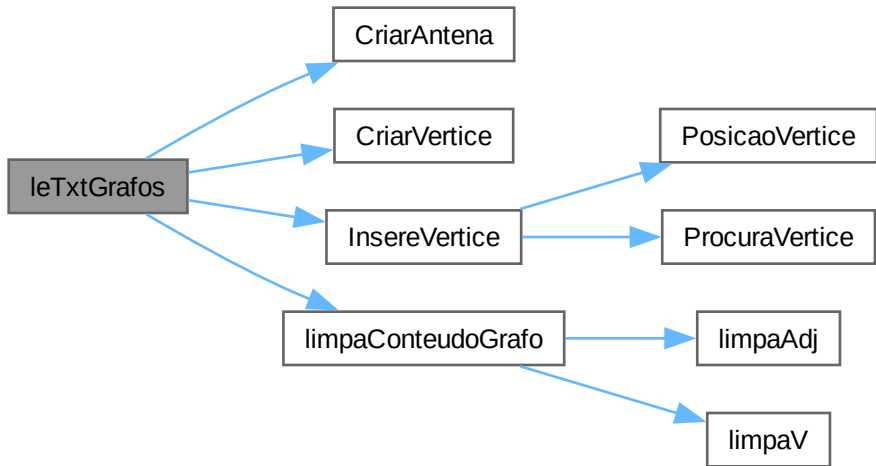 leTxtGrafos
CriarAntena
CriarVertice
InsereVertice
limpaConteudoGrafo
PosicaoVertice
ProcuraVertice
limpaAdj
limpaV